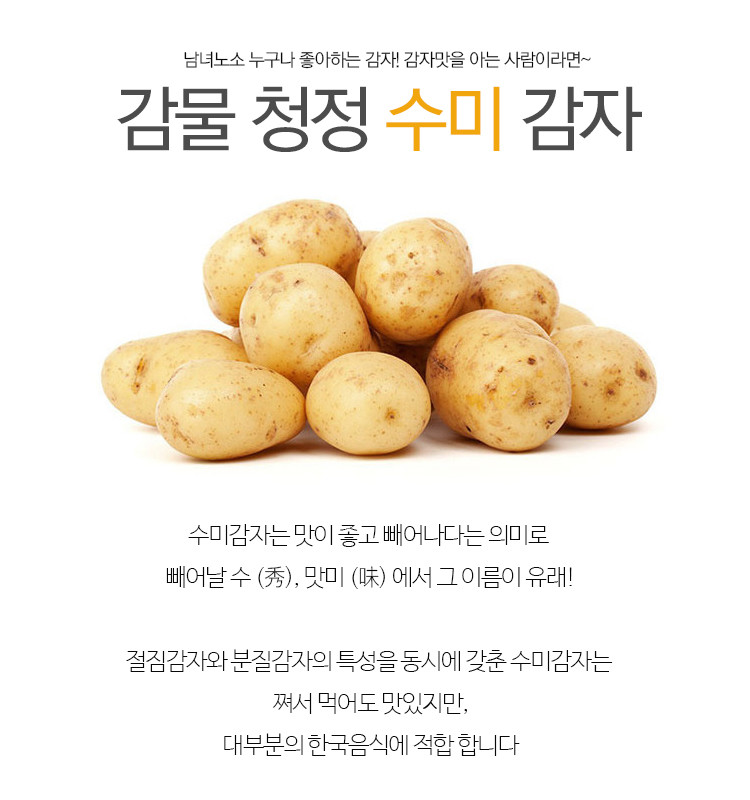 남녀노소 누구나 좋아하는 감자! 감자맛을 아는 사람이라면~
감물 청정 수미 감자
수미감자는 맛이 좋고 빼어나다는 의미로
빼어날 수 (秀), 맛미 (味) 에서 그 이름이 유래!
절짐감자와 분질감자의 특성을 동시에 갖춘 수미감자는
쪄서 먹어도 맛있지만,
대부분의 한국음식에 적합 합니다